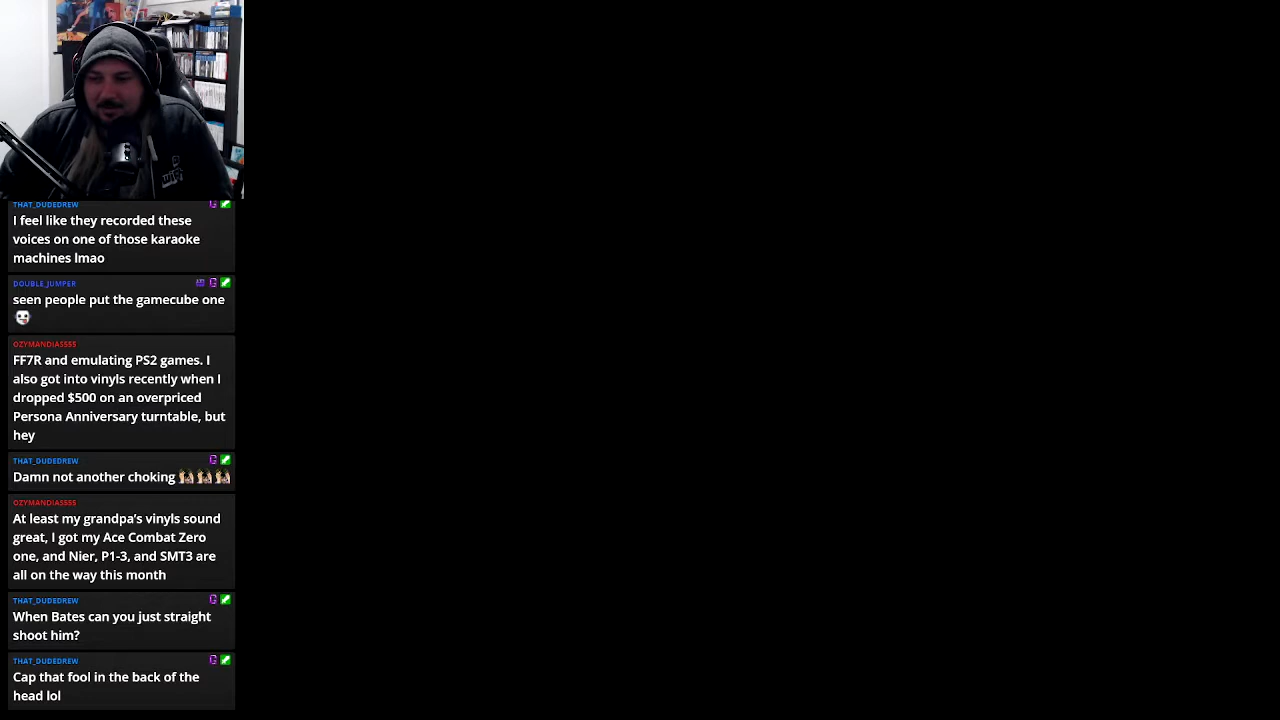 THAT_DUDEDREW
I feel like they recorded these
voices on one of those karaoke
machines lmao
DOUBLE_JUMPER
seen people put the gamecube one
OZYMANDIAS555
FF7R and emulating PS2 games. I
also got into vinyls recently when I
dropped $500 on an overpriced
Persona Anniversary turntable, but
hey
THAT_DUDEDREW
Damn not another choking
OZYMANDIAS555
At least my grandpa's vinyls sound
great, I got my Ace Combat Zero
one, and Nier, P1-3, and SMT3 are
all on the way this month
THAT_DUDEDREW
When Bates can you just straight
shoot him?
THAT_DUDEDREW
Cap that fool in the back of the
head lol